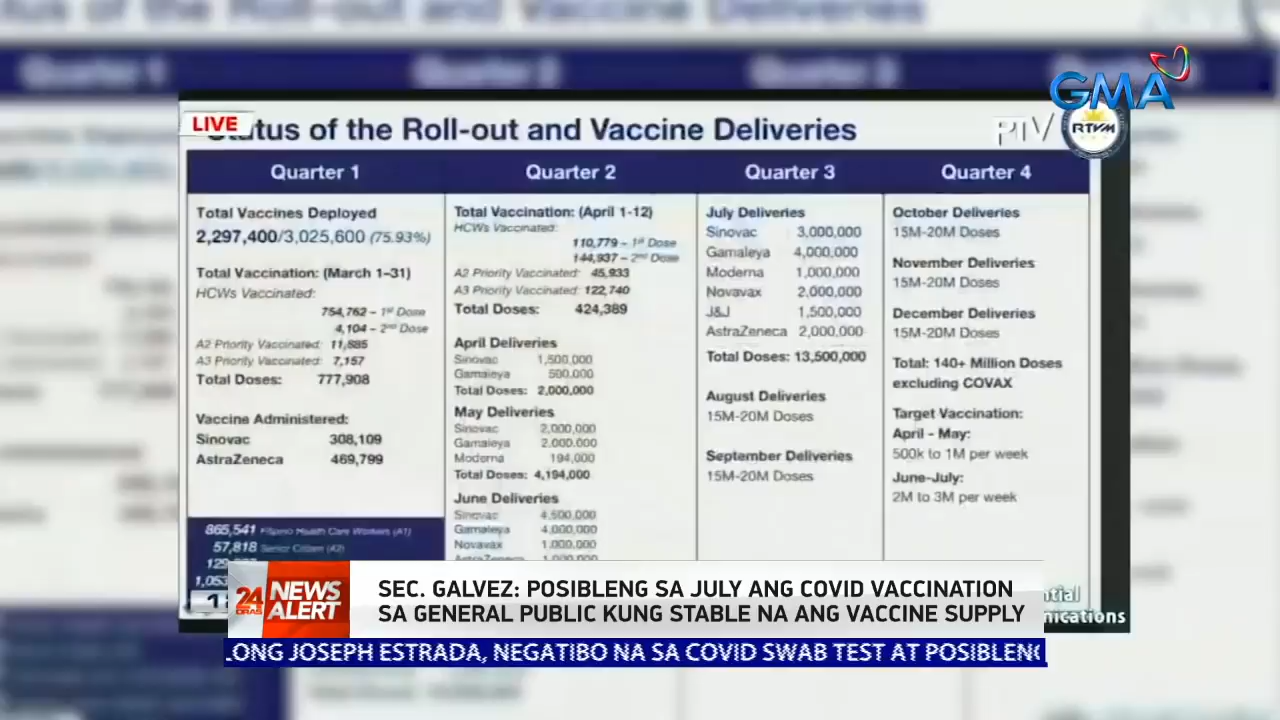 GMA
LIVE
Status of the Roll-out and Vaccine Deliveries
PTV
RTVM
Quarter 1
Quarter 2
Quarter 3
Quarter 4
Total Vaccines Deployed
2,297,400/3,025,600 (75.93%)
Total Vaccination: (March 1-31)
HCWs Vaccinated:
754,762 – 1st Dose
4,104 – 2nd Dose
A2 Priority Vaccinated: 11,885
A3 Priority Vaccinated: 7,157
Total Doses: 777,908
Vaccine Administered:
Sinovac 308,109
AstraZeneca 469,799
865,541 Filipino Health Care Workers (A1)
57,818 Senior Citizen (A2)
Total Vaccination: (April 1-12)
HCWs Vaccinated:
110,779 – 1st Dose
144,937 – 2nd Dose
A2 Priority Vaccinated: 45,933
A3 Priority Vaccinated: 122,740
Total Doses: 424,389
April Deliveries
Sinovac 1,500,000
Gamaleya 500,000
Total Doses: 2,000,000
May Deliveries
Sinovac 2,000,000
Gamaleya 2,000,000
Moderna 194,000
Total Doses: 4,194,000
June Deliveries
Sinovac 4,500,000
Gamaleya 4,000,000
Novavax 1,000,000
AstraZeneca
July Deliveries
Sinovac 3,000,000
Gamaleya 4,000,000
Moderna 1,000,000
Novavax 2,000,000
J&J 1,500,000
AstraZeneca 2,000,000
Total Doses: 13,500,000
August Deliveries
15M-20M Doses
September Deliveries
15M-20M Doses
October Deliveries
15M-20M Doses
November Deliveries
15M-20M Doses
December Deliveries
15M-20M Doses
Total: 140+ Million Doses
excluding COVAX
Target Vaccination:
April - May:
500k to 1M per week
June-July:
2M to 3M per week
24 ORAS
NEWS ALERT
SEC. GALVEZ: POSIBLENG SA JULY ANG COVID VACCINATION
SA GENERAL PUBLIC KUNG STABLE NA ANG VACCINE SUPPLY
LONG JOSEPH ESTRADA, NEGATIBO NA SA COVID SWAB TEST AT POSIBLENG